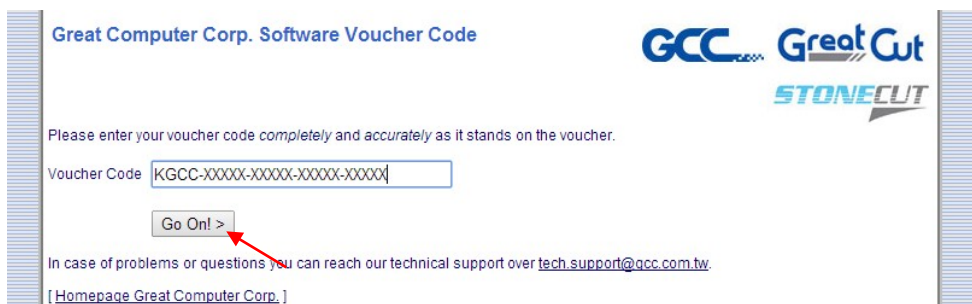 Great Computer Corp. Software Voucher Code
GCC
GreatCut
STONECUT
Please enter your voucher code completely and accurately as it stands on the voucher.
Voucher Code KGCC-XXXXX-XXXXX-XXXXX-XXXXX
Go On! >
In case of problems or questions you can reach our technical support over tech.support@gcc.com.tw.
[ Homepage Great Computer Corp. ]